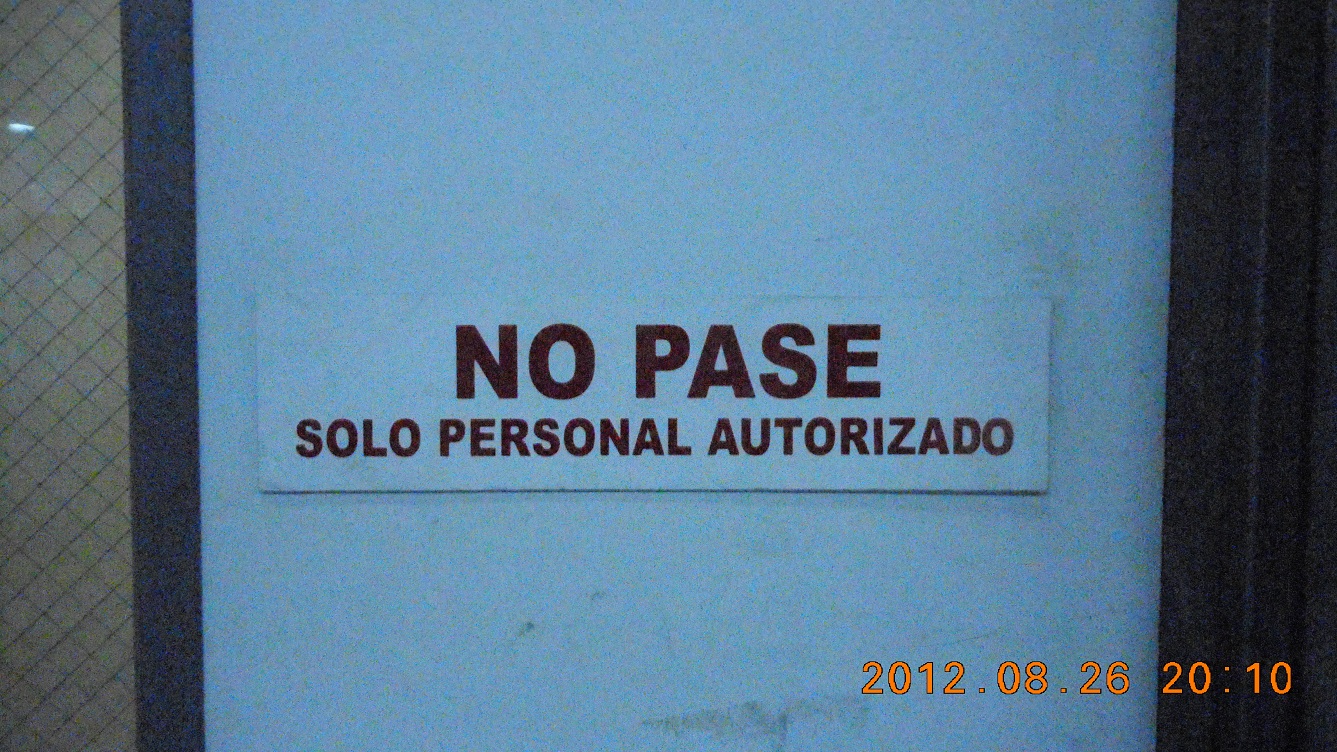 NO PASE
SOLO PERSONAL AUTORIZADO
2012.08.26 20:10